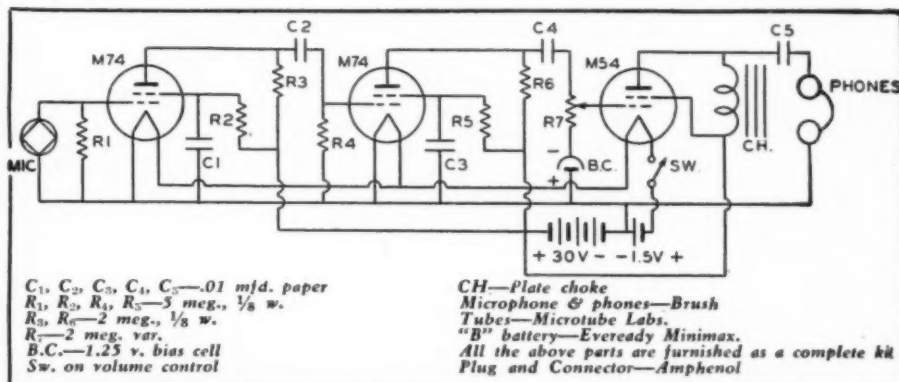 C2
C4
C5
M74
M74
M54
R3
R6
PHONES
R2
R5
R7
R1
R4
CH.
MIC
C1
C3
B.C.
SW.
-
+
+ 30V - -1.5V +
C₁, C₂, C₃, C₄, C₅—.01 mfd. paper
R₁, R₂, R₄, R₅—5 meg., ⅛ w.
R₃, R₆—2 meg., ⅛ w.
R₇—2 meg. var.
B.C.—1.25 v. bias cell
Sw. on volume control
CH—Plate choke
Microphone & phones—Brush
Tubes—Microtube Labs.
"B" battery—Eveready Minimax.
All the above parts are furnished as a complete kit
Plug and Connector—Amphenol